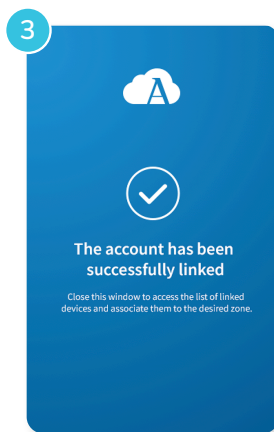 3
A
The account has been
successfully linked
Close this window to access the list of linked
devices and associate them to the desired zone.